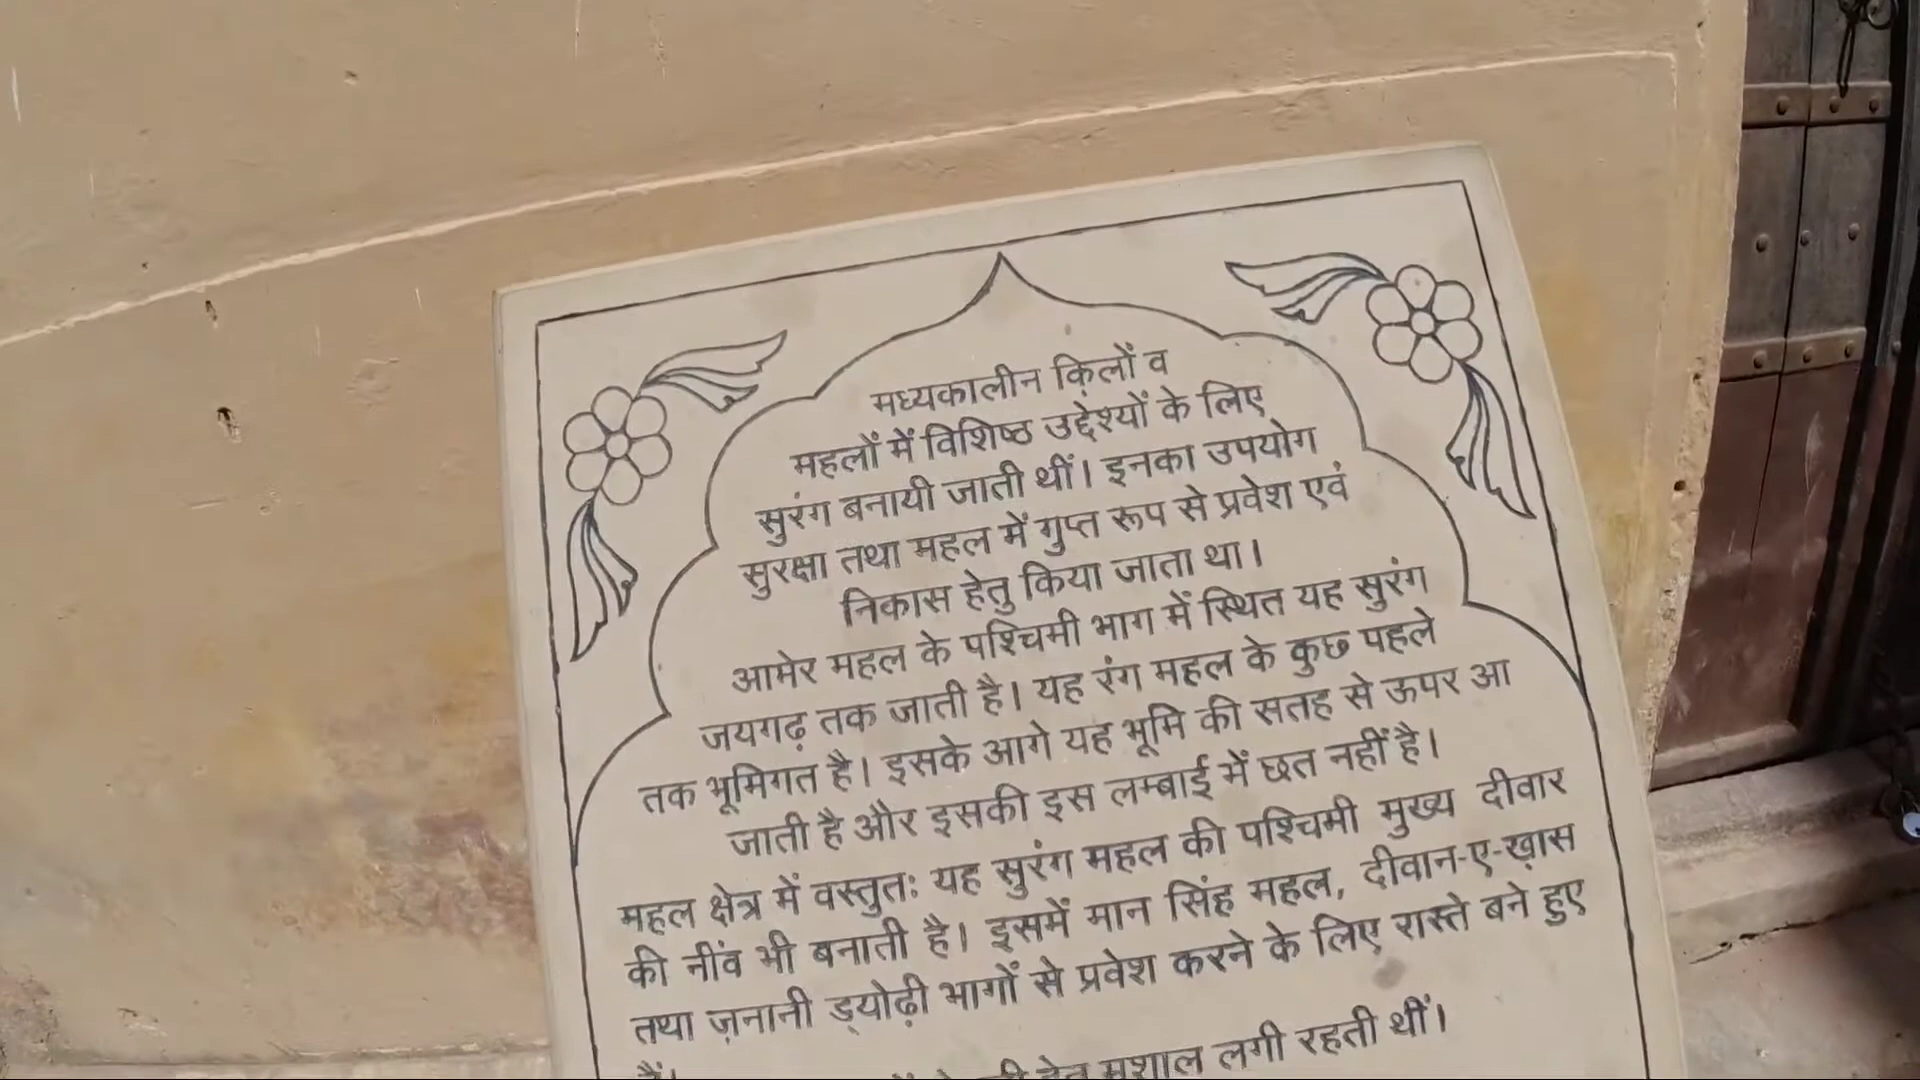 मध्यकालीन क़िलों व
महलों में विशिष्ठ उद्देश्यों के लिए
सुरंग बनायी जाती थीं। इनका उपयोग
सुरक्षा तथा महल में गुप्त रूप से प्रवेश एवं
निकास हेतु किया जाता था।
आमेर महल के पश्चिमी भाग में स्थित यह सुरंग
जयगढ़ तक जाती है। यह रंग महल के कुछ पहले
तक भूमिगत है। इसके आगे यह भूमि की सतह से ऊपर आ
जाती है और इसकी इस लम्बाई में छत नहीं है।
महल क्षेत्र में वस्तुतः यह सुरंग महल की पश्चिमी मुख्य दीवार
की नींव भी बनाती है। इसमें मान सिंह महल, दीवान-ए-ख़ास
तथा ज़नानी ड्योढ़ी भागों से प्रवेश करने के लिए रास्ते बने हुए
हैं। हेतु मशाल लगी रहती थीं।